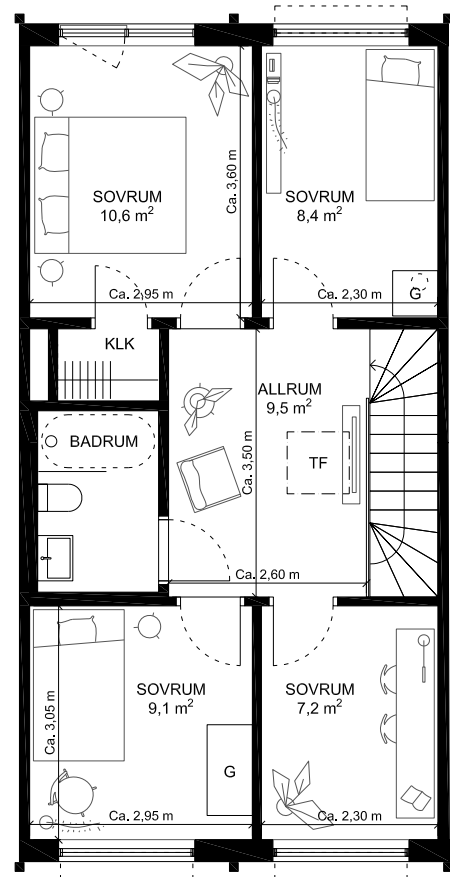 SOVRUM
10,6 m²
Ca. 3,60 m
Ca. 2,95 m
SOVRUM
8,4 m²
Ca. 2,30 m
G
KLK
BADRUM
ALLRUM
9,5 m²
Ca. 3,50 m
TF
Ca. 2,60 m
SOVRUM
9,1 m²
Ca. 3,05 m
G
Ca. 2,95 m
SOVRUM
7,2 m²
Ca. 2,30 m